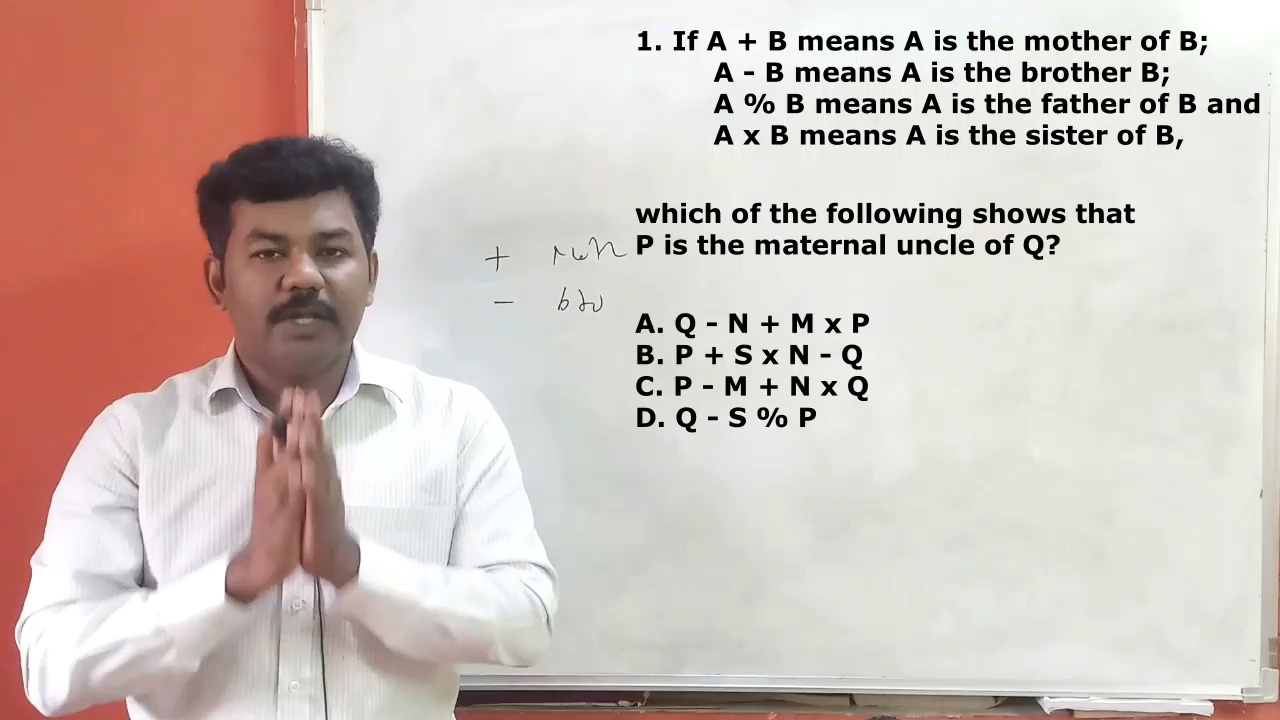 1. If A + B means A is the mother of B;
A - B means A is the brother B;
A % B means A is the father of B and
A x B means A is the sister of B,
which of the following shows that
P is the maternal uncle of Q?
+
- bro
A. Q - N + M x P
B. P + S x N - Q
C. P - M + N x Q
D. Q - S % P